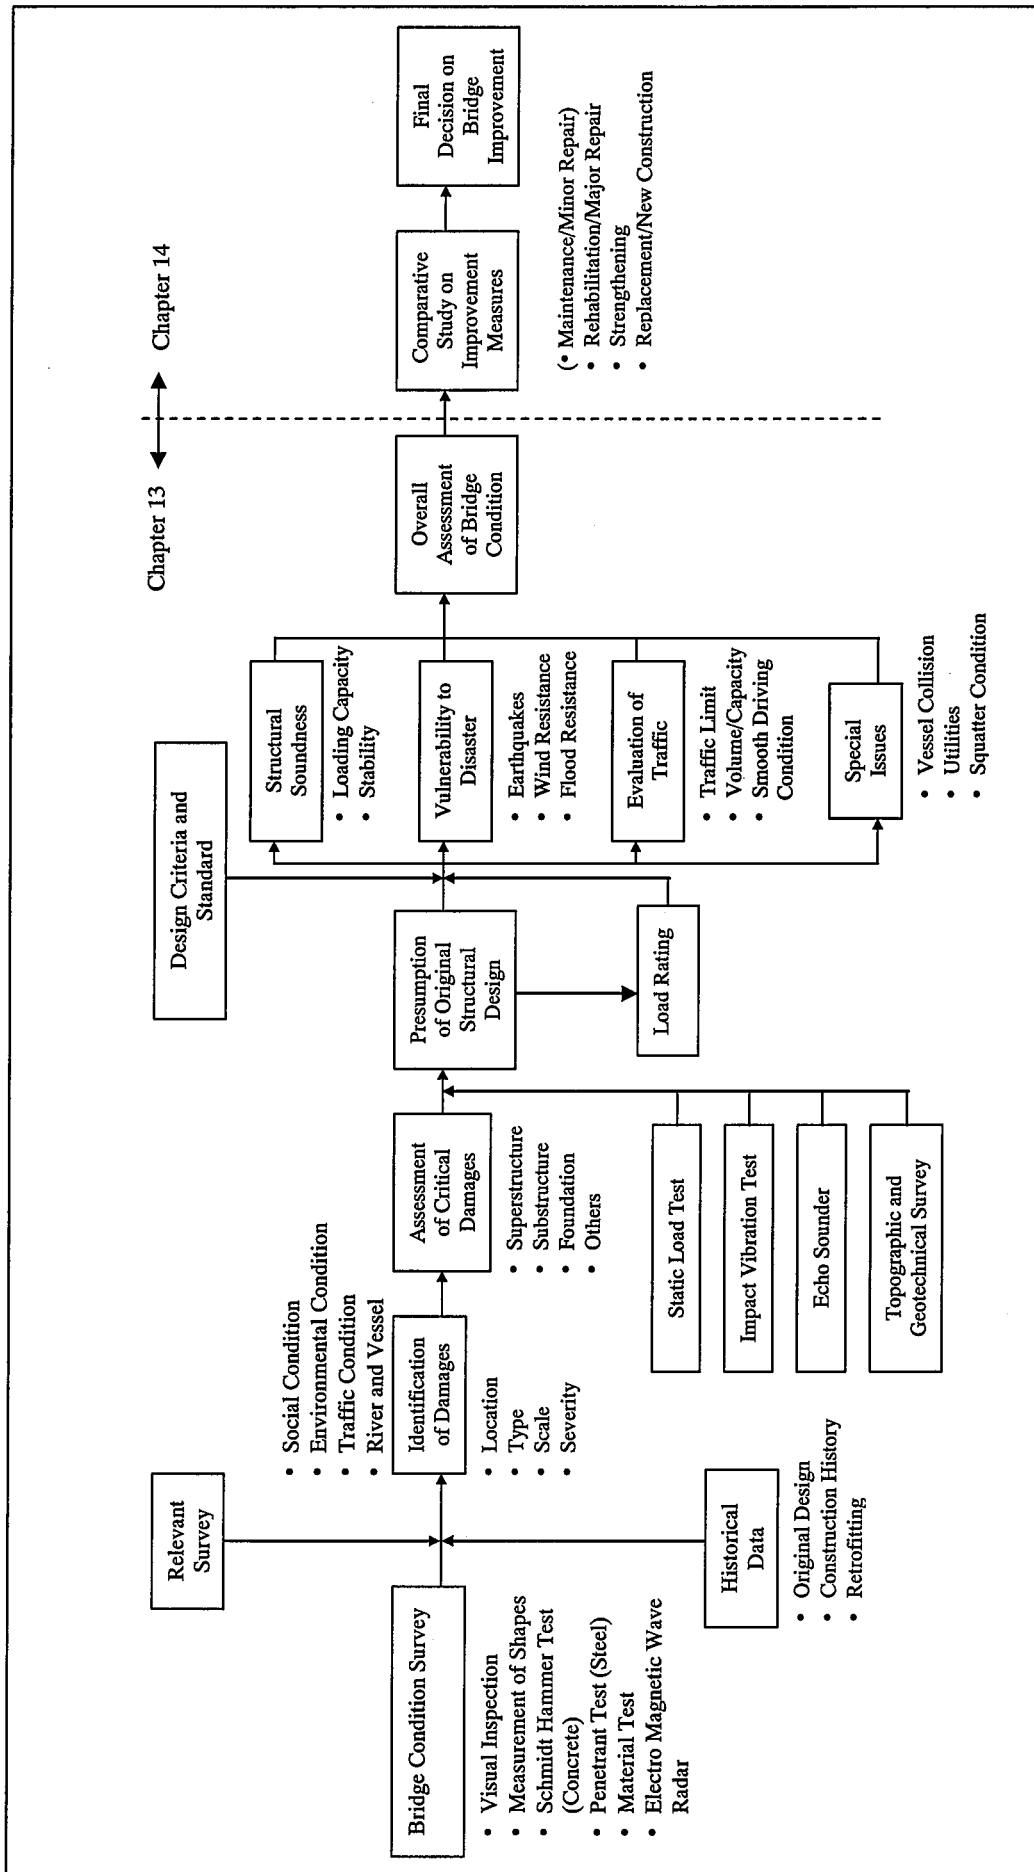 Chapter 13
Chapter 14
Bridge Condition Survey
• Visual Inspection
• Measurement of Shapes
• Schmidt Hammer Test
(Concrete)
• Penetrant Test (Steel)
• Material Test
• Electro Magnetic Wave
Radar
Relevant
Survey
• Social Condition
• Environmental Condition
• Traffic Condition
• River and Vessel
Historical
Data
• Original Design
• Construction History
• Retrofitting
Identification
of Damages
• Location
• Type
• Scale
• Severity
Assessment
of Critical
Damages
• Superstructure
• Substructure
• Foundation
• Others
Static Load Test
Impact Vibration Test
Echo Sounder
Topographic and
Geotechnical Survey
Presumption
of Original
Structural
Design
Load Rating
Design Criteria and
Standard
Structural
Soundness
• Loading Capacity
• Stability
Vulnerability to
Disaster
• Earthquakes
• Wind Resistance
• Flood Resistance
Evaluation of
Traffic
• Traffic Limit
• Volume/Capacity
• Smooth Driving
Condition
Special
Issues
• Vessel Collision
• Utilities
• Squatter Condition
Overall
Assessment
of Bridge
Condition
Comparative
Study on
Improvement
Measures
(• Maintenance/Minor Repair)
• Rehabilitation/Major Repair
• Strengthening
• Replacement/New Construction
Final
Decision on
Bridge
Improvement